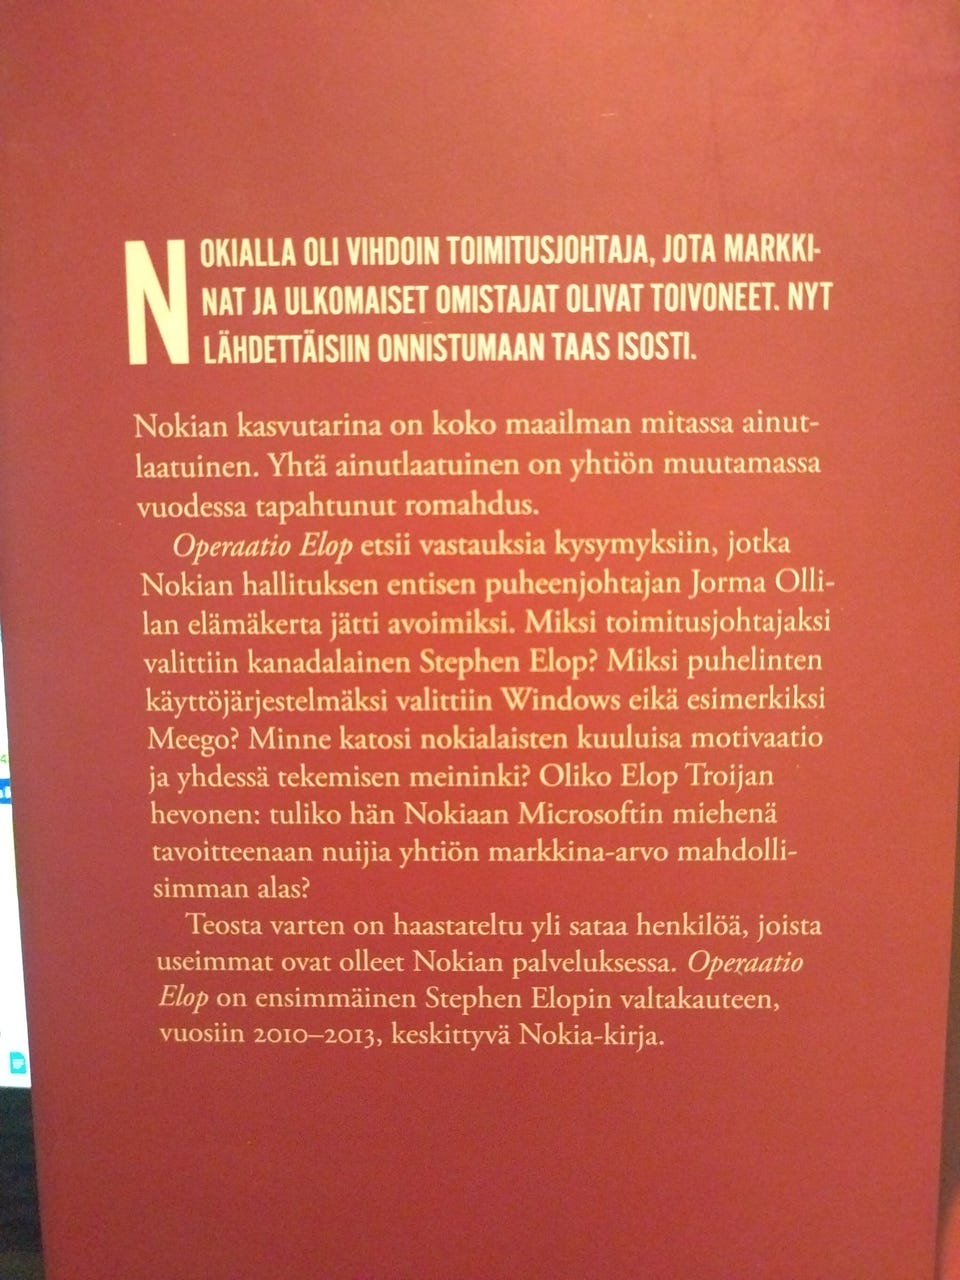 NOKIALLA OLI VIHDOIN TOIMITUSJOHTAJA, JOTA MARKKI-
NAT JA ULKOMAISET OMISTAJAT OLIVAT TOIVONEET. NYT
LÄHDETTÄISIIN ONNISTUMAAN TAAS ISOSTI.
Nokian kasvutarina on koko maailman mitassa ainut-
laatuinen. Yhtä ainutlaatuinen on yhtiön muutamassa
vuodessa tapahtunut romahdus.
Operaatio Elop etsii vastauksia kysymyksiin, jotka
Nokian hallituksen entisen puheenjohtajan Jorma Olli-
lan elämäkerta jätti avoimiksi. Miksi toimitusjohtajaksi
valittiin kanadalainen Stephen Elop? Miksi puhelinten
käyttöjärjestelmäksi valittiin Windows eikä esimerkiksi
Meego? Minne katosi nokialaisten kuuluisa motivaatio
ja yhdessä tekemisen meininki? Oliko Elop Troijan
hevonen: tuliko hän Nokiaan Microsoftin miehenä
tavoitteenaan nuijia yhtiön markkina-arvo mahdolli-
simman alas?
Teosta varten on haastateltu yli sataa henkilöä, joista
useimmat ovat olleet Nokian palveluksessa. Operaatio
Elop on ensimmäinen Stephen Elopin valtakauteen,
vuosiin 2010–2013, keskittyvä Nokia-kirja.